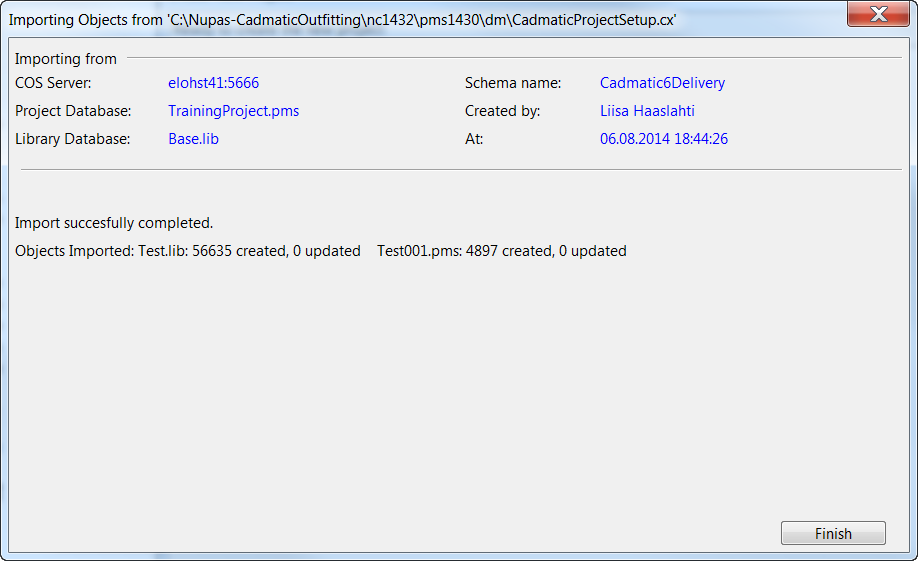 Importing Objects from 'C:\Nupas-CadmaticOutfitting\nc1432\pms1430\dm\CadmaticProjectSetup.cx'
Importing from
COS Server: elohst41:5666 Schema name: Cadmatic6Delivery
Project Database: TrainingProject.pms Created by: Liisa Haaslahti
Library Database: Base.lib At: 06.08.2014 18:44:26
Import succesfully completed.
Objects Imported: Test.lib: 56635 created, 0 updated Test001.pms: 4897 created, 0 updated
Finish